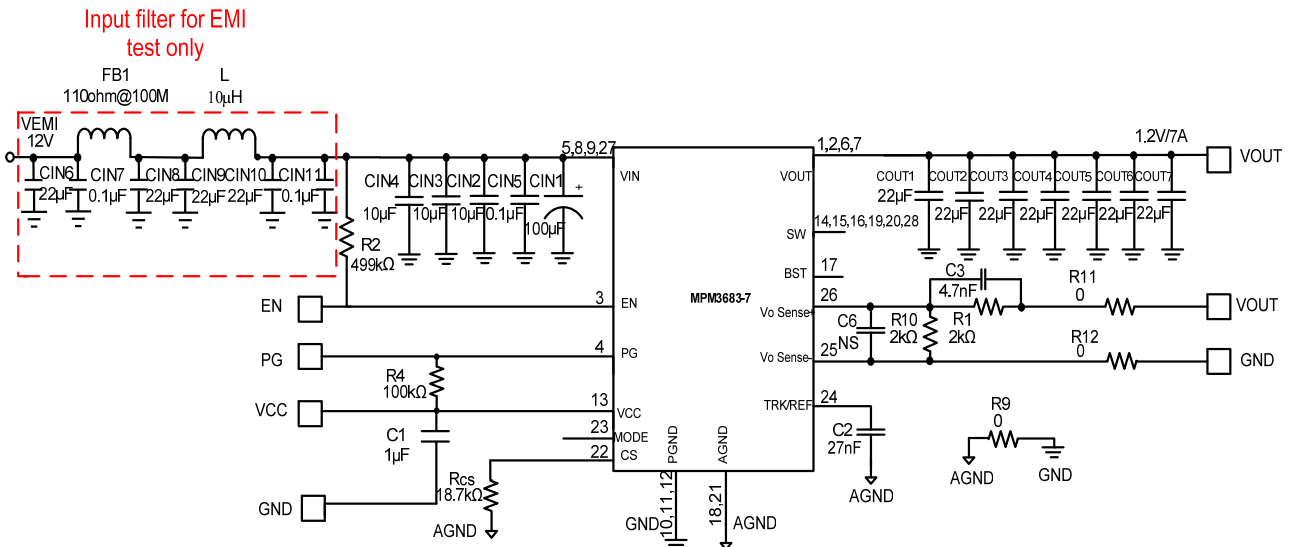 Input filter for EMI
test only
FB1
110ohm@100M
L
10µH
VEMI
12V
CIN6
22µF
CIN7
0.1µF
CIN8
22µF
CIN9
22µF
CIN10
22µF
CIN11
0.1µF
R2
499kΩ
CIN4
10µF
CIN3
10µF
CIN2
10µF
CIN5
0.1µF
CIN1
+
100µF
5,8,9,27
VIN
1,2,6,7
VOUT
1.2V/7A
VOUT
COUT1
22µF
COUT2
22µF
COUT3
22µF
COUT4
22µF
COUT5
22µF
COUT6
22µF
COUT7
14,15,16,19,20,28
SW
17
BST
MPM3683-7
EN
3
EN
26
Vo Sense+
C6
NS
R10
2kΩ
C3
4.7nF
R1
2kΩ
R11
0
VOUT
PG
4
PG
25
Vo Sense-
R12
0
GND
R4
100kΩ
VCC
13
VCC
24
TRK/REF
C2
27nF
AGND
R9
0
AGND
GND
C1
1µF
23
MODE
22
CS
Rcs
18.7kΩ
AGND
GND
PGND
10,11,12
GND
AGND
18,21
AGND